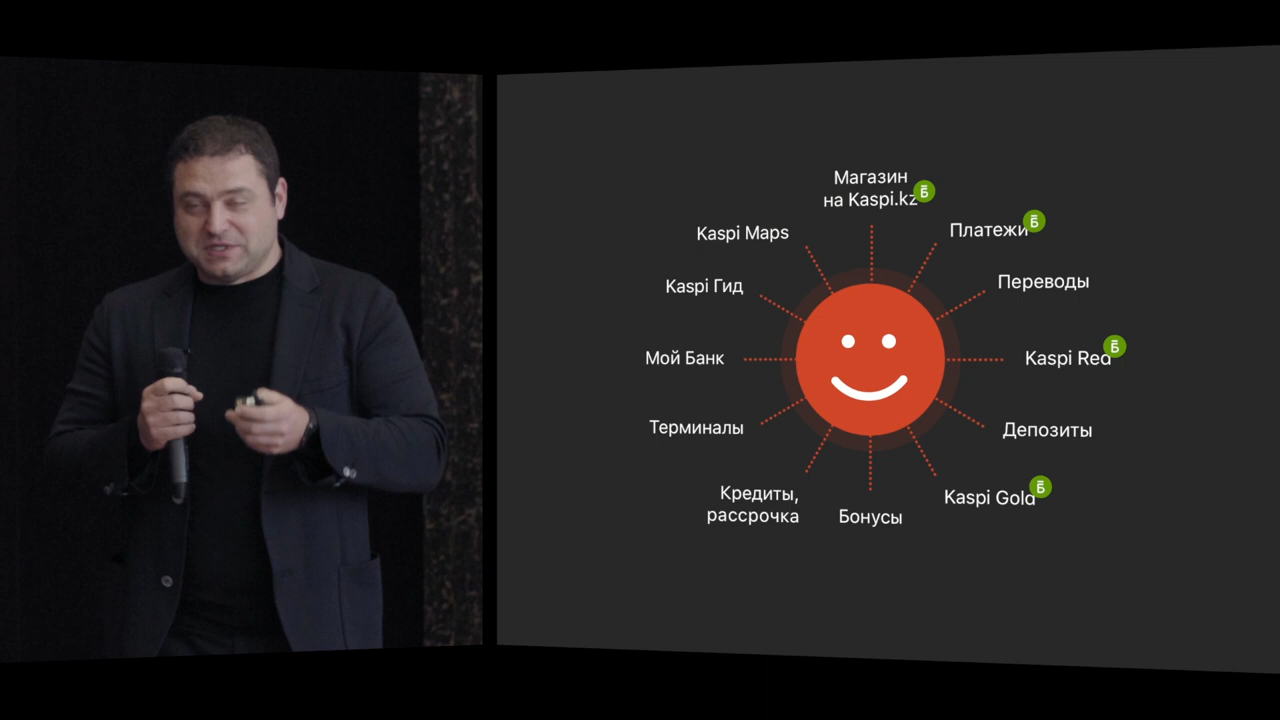 Магазин
на Kaspi.kz
Б
Платежи
Б
Переводы
Kaspi Red
Б
Депозиты
Kaspi Gold
Б
Бонусы
Кредиты,
рассрочка
Терминалы
Мой Банк
Kaspi Гид
Kaspi Maps